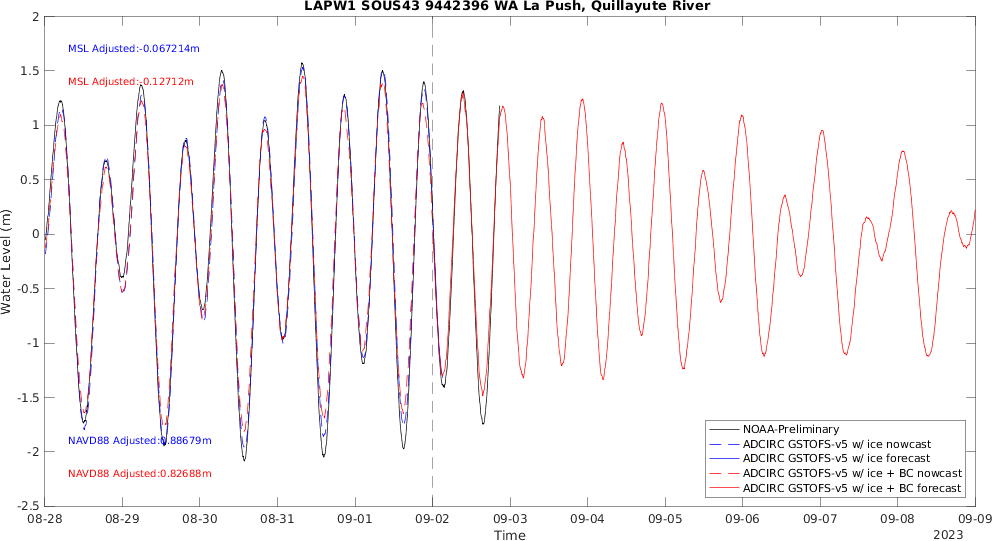 LAPW1 SOUS43 9442396 WA La Push, Quillayute River
2
1.5
1
0.5
0
-0.5
-1
-1.5
-2
-2.5
Water Level (m)
MSL Adjusted:-0.067214m
MSL Adjusted:-0.12712m
NAVD88 Adjusted:0.88679m
NAVD88 Adjusted:0.82688m
NOAA-Preliminary
ADCIRC GSTOFS-v5 w/ ice nowcast
ADCIRC GSTOFS-v5 w/ ice forecast
ADCIRC GSTOFS-v5 w/ ice + BC nowcast
ADCIRC GSTOFS-v5 w/ ice + BC forecast
08-28 08-29 08-30 08-31 09-01 09-02 09-03 09-04 09-05 09-06 09-07 09-08 09-09
Time
2023